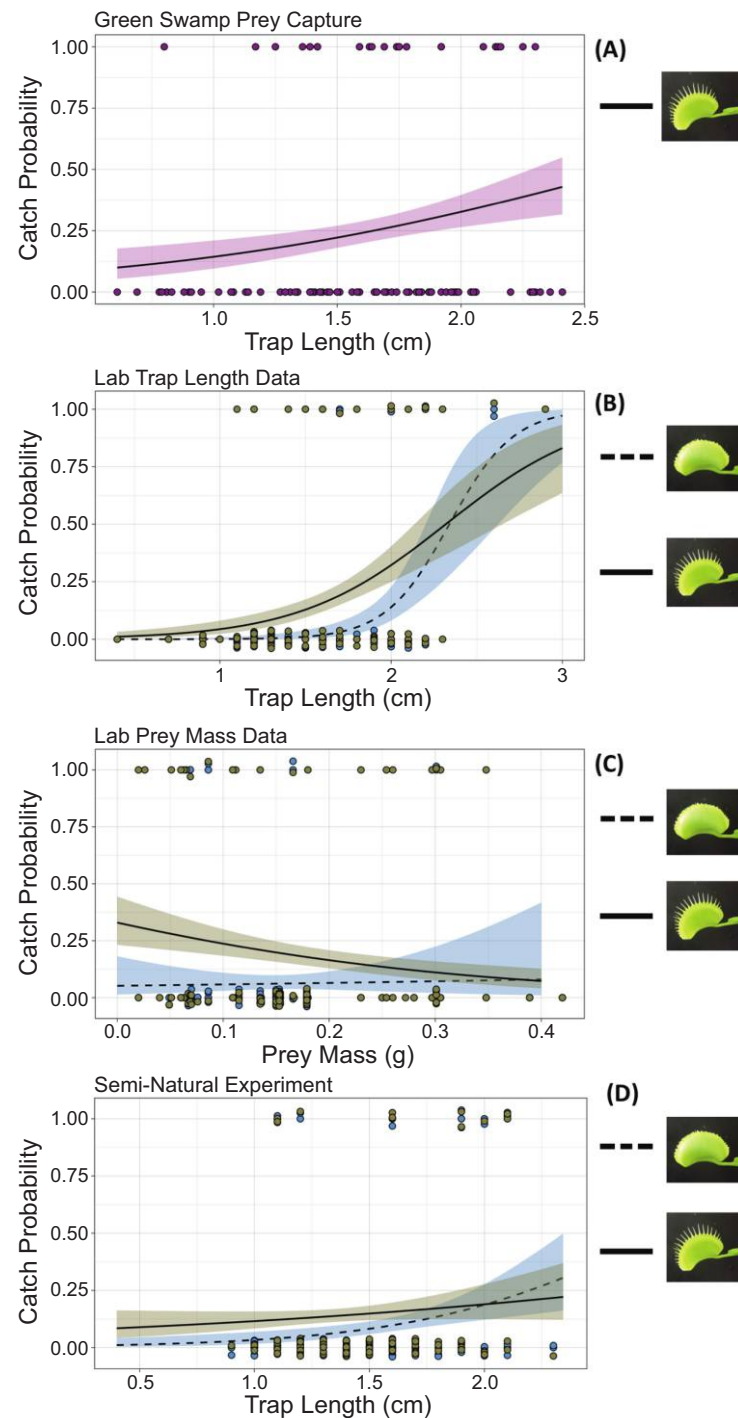 Green Swamp Prey Capture
(A)
1.00
0.75
0.50
0.25
0.00
Catch Probability
1.0 1.5 2.0 2.5
Trap Length (cm)
Lab Trap Length Data
(B)
1.00
0.75
0.50
0.25
0.00
Catch Probability
1 2 3
Trap Length (cm)
Lab Prey Mass Data
(C)
1.00
0.75
0.50
0.25
0.00
Catch Probability
0.0 0.1 0.2 0.3 0.4
Prey Mass (g)
Semi-Natural Experiment
(D)
1.00
0.75
0.50
0.25
0.00
Catch Probability
0.5 1.0 1.5 2.0
Trap Length (cm)